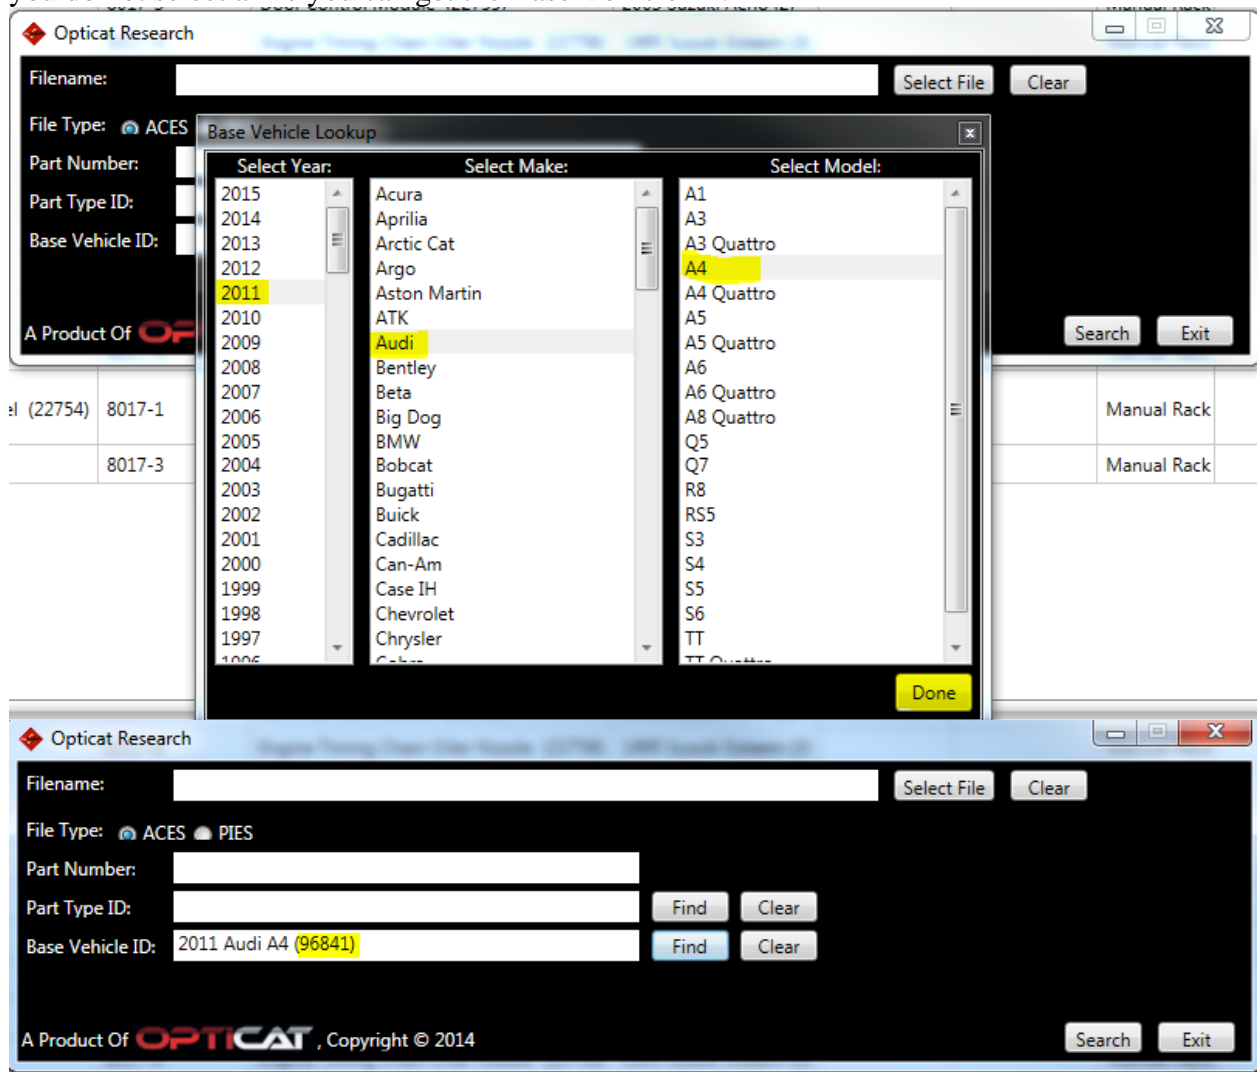 Opticat Research
Filename:
Select File
Clear
File Type: ACES
Part Number:
Part Type ID:
Base Vehicle ID:
A Product Of
Search
Exit
Base Vehicle Lookup
Select Year:
2015
2014
2013
2012
2011
2010
2009
2008
2007
2006
2005
2004
2003
2002
2001
2000
1999
1998
1997
1996
Select Make:
Acura
Aprilia
Arctic Cat
Argo
Aston Martin
ATK
Audi
Bentley
Beta
Big Dog
BMW
Bobcat
Bugatti
Buick
Cadillac
Can-Am
Case IH
Chevrolet
Chrysler
Select Model:
A1
A3
A3 Quattro
A4
A4 Quattro
A5
A5 Quattro
A6
A6 Quattro
A8 Quattro
Q5
Q7
R8
RS5
S3
S4
S5
S6
TT
TT Quattro
Done
(22754) 8017-1 Manual Rack
8017-3 Manual Rack
Opticat Research
Filename: Select File Clear
File Type: ACES PIES
Part Number:
Part Type ID: Find Clear
Base Vehicle ID: 2011 Audi A4 (96841) Find Clear
A Product Of OPTICAT , Copyright © 2014 Search Exit